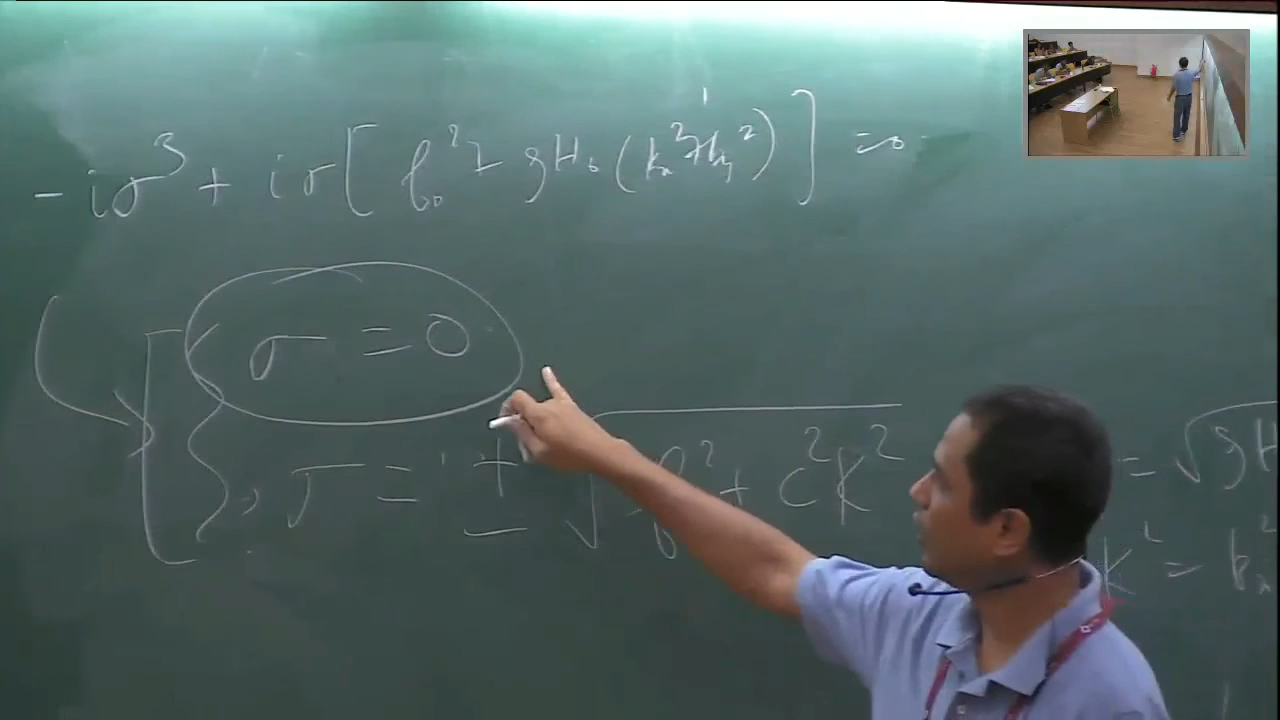 -iσ³ + iσ[f₀² + gH₀(kₓ² + k_y²)] = 0
σ = 0
, σ = ± √f₀² + c²K²
= √gH
K² = kₓ²